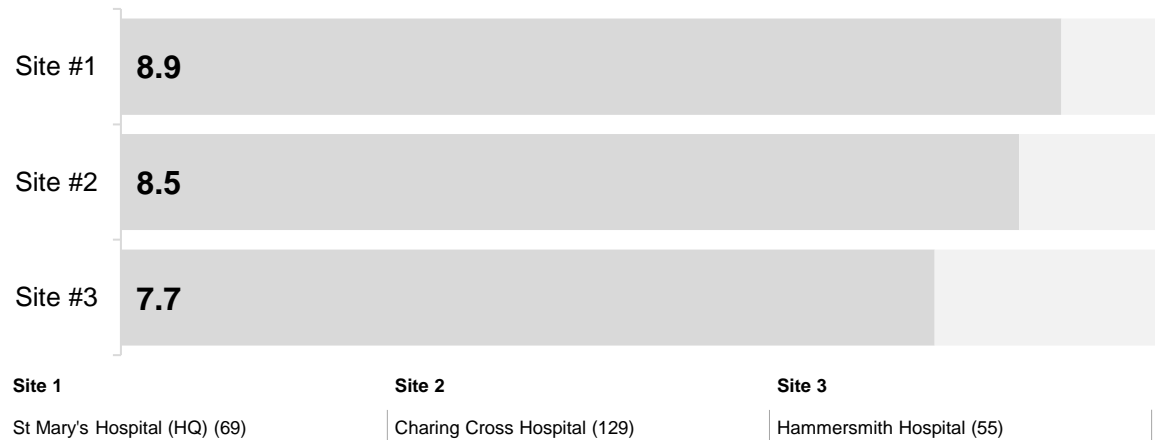 Site #1 8.9
Site #2 8.5
Site #3 7.7
Site 1 Site 2 Site 3
St Mary's Hospital (HQ) (69) Charing Cross Hospital (129) Hammersmith Hospital (55)